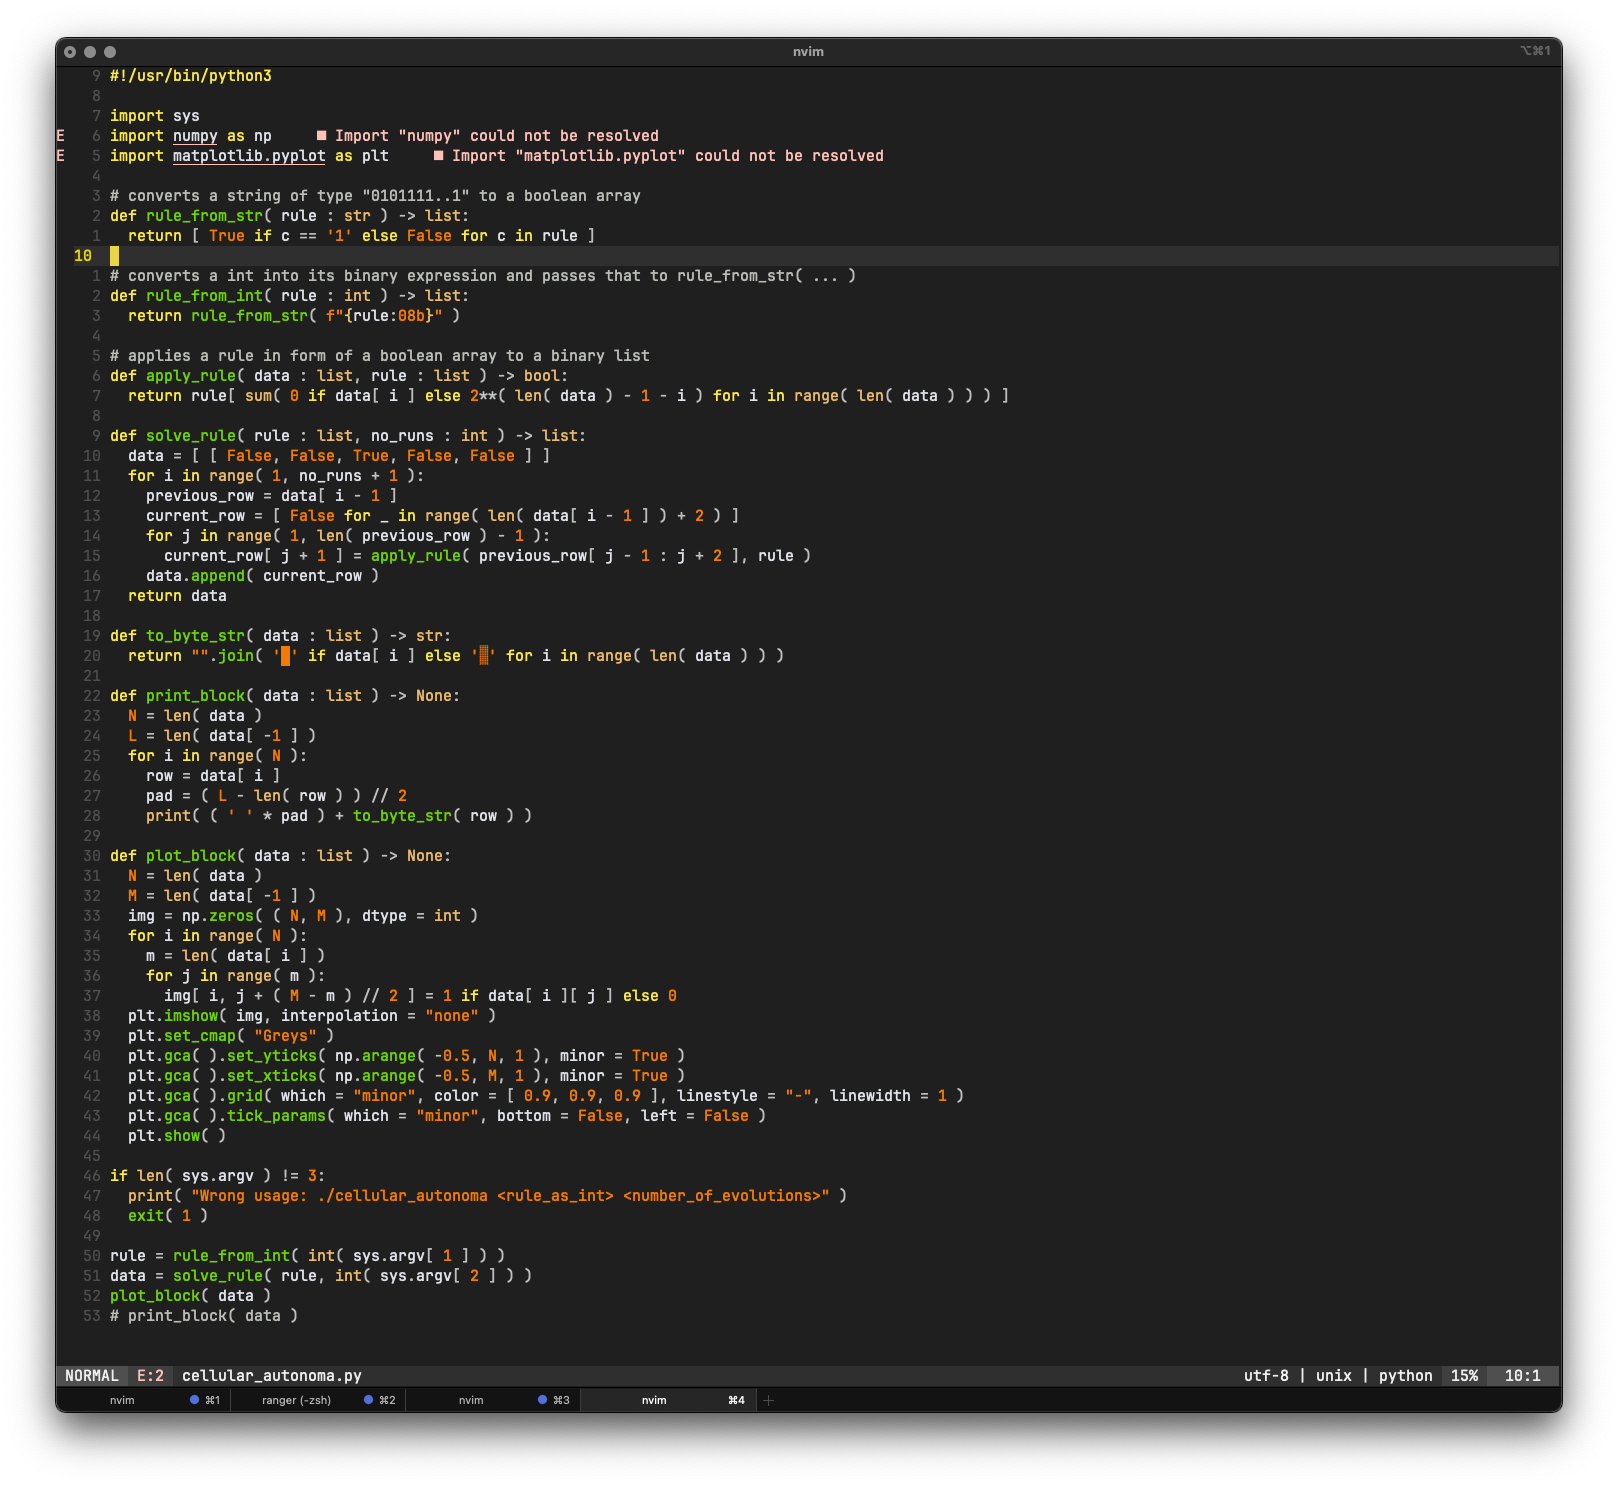 nvim ⌥⌘1
9 #!/usr/bin/python3
8
7 import sys
E 6 import numpy as np ■ Import "numpy" could not be resolved
E 5 import matplotlib.pyplot as plt ■ Import "matplotlib.pyplot" could not be resolved
4
3 # converts a string of type "0101111..1" to a boolean array
2 def rule_from_str( rule : str ) -> list:
1   return [ True if c == '1' else False for c in rule ]
10
1 # converts a int into its binary expression and passes that to rule_from_str( ... )
2 def rule_from_int( rule : int ) -> list:
3   return rule_from_str( f"{rule:08b}" )
4
5 # applies a rule in form of a boolean array to a binary list
6 def apply_rule( data : list, rule : list ) -> bool:
7   return rule[ sum( 0 if data[ i ] else 2**( len( data ) - 1 - i ) for i in range( len( data ) ) ) ]
8
9 def solve_rule( rule : list, no_runs : int ) -> list:
10   data = [ [ False, False, True, False, False ] ]
11   for i in range( 1, no_runs + 1 ):
12     previous_row = data[ i - 1 ]
13     current_row = [ False for _ in range( len( data[ i - 1 ] ) + 2 ) ]
14     for j in range( 1, len( previous_row ) - 1 ):
15       current_row[ j + 1 ] = apply_rule( previous_row[ j - 1 : j + 2 ], rule )
16     data.append( current_row )
17   return data
18
19 def to_byte_str( data : list ) -> str:
20   return "".join( '█' if data[ i ] else '▒' for i in range( len( data ) ) )
21
22 def print_block( data : list ) -> None:
23   N = len( data )
24   L = len( data[ -1 ] )
25   for i in range( N ):
26     row = data[ i ]
27     pad = ( L - len( row ) ) // 2
28     print( ( ' ' * pad ) + to_byte_str( row ) )
29
30 def plot_block( data : list ) -> None:
31   N = len( data )
32   M = len( data[ -1 ] )
33   img = np.zeros( ( N, M ), dtype = int )
34   for i in range( N ):
35     m = len( data[ i ] )
36     for j in range( m ):
37       img[ i, j + ( M - m ) // 2 ] = 1 if data[ i ][ j ] else 0
38   plt.imshow( img, interpolation = "none" )
39   plt.set_cmap( "Greys" )
40   plt.gca( ).set_yticks( np.arange( -0.5, N, 1 ), minor = True )
41   plt.gca( ).set_xticks( np.arange( -0.5, M, 1 ), minor = True )
42   plt.gca( ).grid( which = "minor", color = [ 0.9, 0.9, 0.9 ], linestyle = "-", linewidth = 1 )
43   plt.gca( ).tick_params( which = "minor", bottom = False, left = False )
44   plt.show( )
45
46 if len( sys.argv ) != 3:
47   print( "Wrong usage: ./cellular_autonoma <rule_as_int> <number_of_evolutions>" )
48   exit( 1 )
49
50 rule = rule_from_int( int( sys.argv[ 1 ] ) )
51 data = solve_rule( rule, int( sys.argv[ 2 ] ) )
52 plot_block( data )
53 # print_block( data )
NORMAL E:2 cellular_autonoma.py utf-8 | unix | python 15% 10:1
nvim ⌘1 ranger (-zsh) ⌘2 nvim ⌘3 nvim ⌘4 +